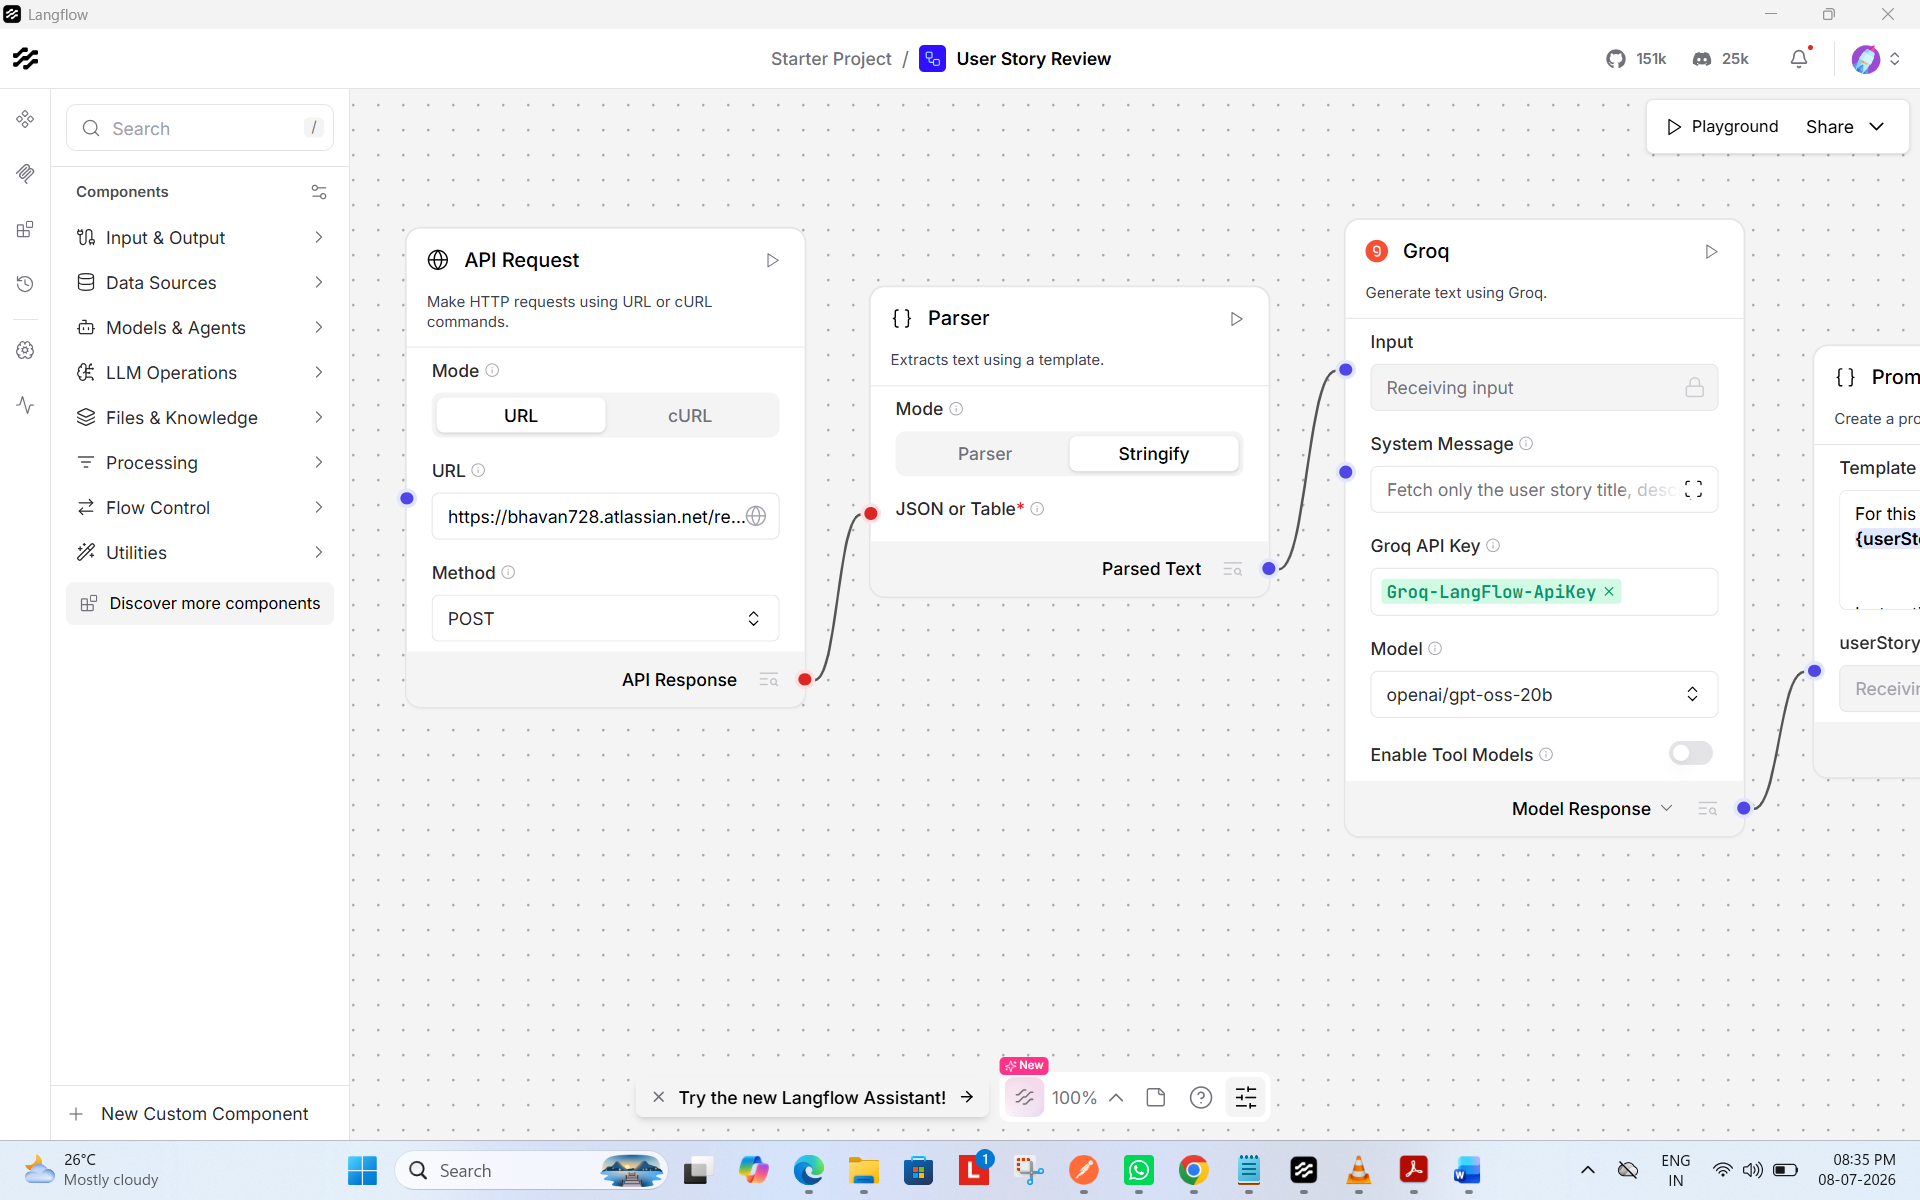 Langflow
Starter Project / User Story Review
151k
25k
Search /
Playground
Share
Components
Input & Output
Data Sources
Models & Agents
LLM Operations
Files & Knowledge
Processing
Flow Control
Utilities
Discover more components
New Custom Component
API Request
Make HTTP requests using URL or cURL
commands.
Mode
URL
cURL
URL
https://bhavan728.atlassian.net/re...
Method
POST
API Response
Parser
Extracts text using a template.
Mode
Parser
Stringify
JSON or Table*
Parsed Text
Groq
Generate text using Groq.
Input
Receiving input
System Message
Fetch only the user story title, desc
Groq API Key
Groq-LangFlow-ApiKey ×
Model
openai/gpt-oss-20b
Enable Tool Models
Model Response
{} Prom
Create a pro
Template
For this
{userSto
userStory
Receivin
New
Try the new Langflow Assistant!
100%
26°C
Mostly cloudy
Search
1
ENG
IN
08:35 PM
08-07-2026